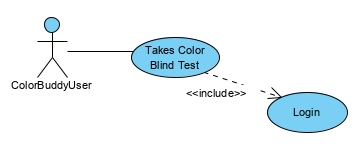 Takes Color
Blind Test
ColorBuddyUser
<<include>>
Login